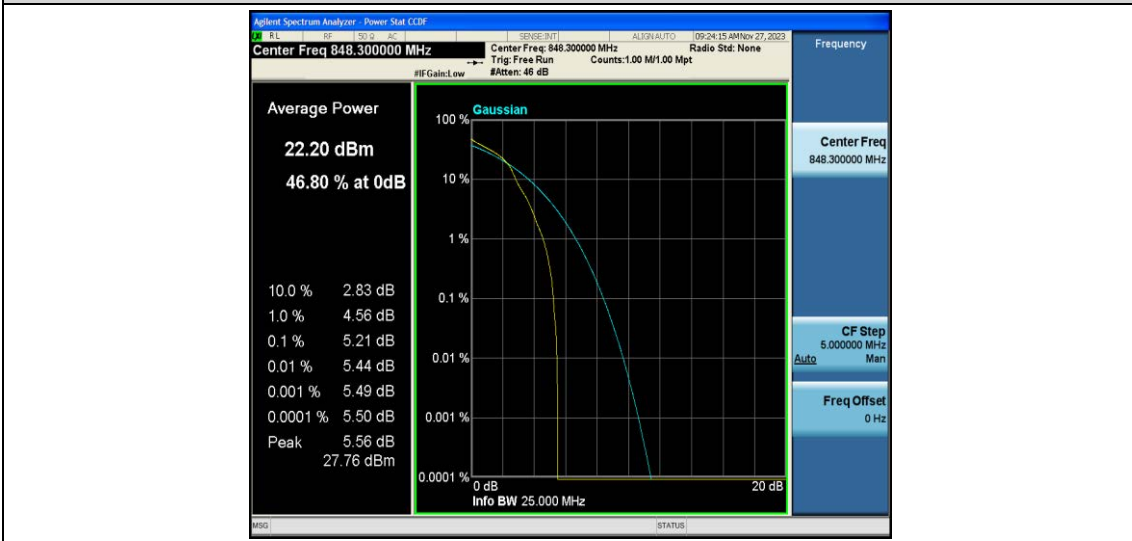 Agilent Spectrum Analyzer - Power Stat CCDF
RL RF 50 Ω AC SENSE:INT ALIGNAUTO 09:24:15 AMNov 27, 2023
Center Freq 848.300000 MHz
Center Freq: 848.300000 MHz Radio Std: None
Trig: Free Run Counts:1.00 M/1.00 Mpt
#IFGain:Low #Atten: 46 dB
Frequency
Average Power
22.20 dBm
46.80 % at 0dB
10.0 % 2.83 dB
1.0 % 4.56 dB
0.1 % 5.21 dB
0.01 % 5.44 dB
0.001 % 5.49 dB
0.0001 % 5.50 dB
Peak 5.56 dB
27.76 dBm
Gaussian
100 %
10 %
1 %
0.1 %
0.01 %
0.001 %
0.0001 %
0 dB 20 dB
Info BW 25.000 MHz
Center Freq
848.300000 MHz
CF Step
5.000000 MHz
Auto Man
Freq Offset
0 Hz
MSG STATUS